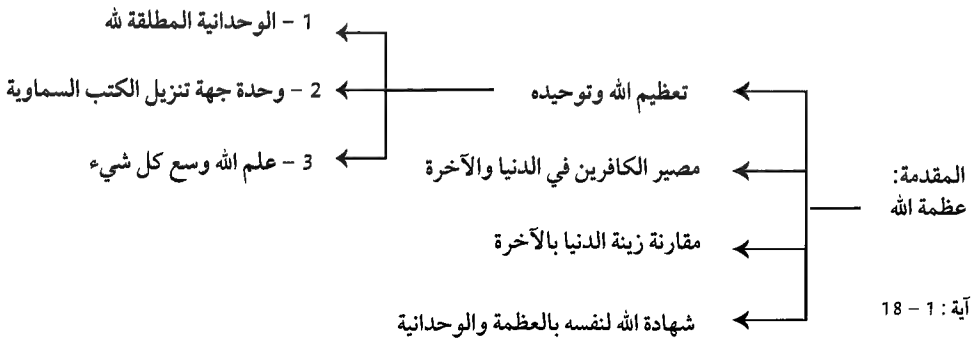 المقدمة:
عظمة الله
آية : 1 – 18
تعظيم الله وتوحيده
مصير الكافرين في الدنيا والآخرة
مقارنة زينة الدنيا بالآخرة
شهادة الله لنفسه بالعظمة والوحدانية
1 – الوحدانية المطلقة لله
2 – وحدة جهة تنزيل الكتب السماوية
3 – علم الله وسع كل شيء